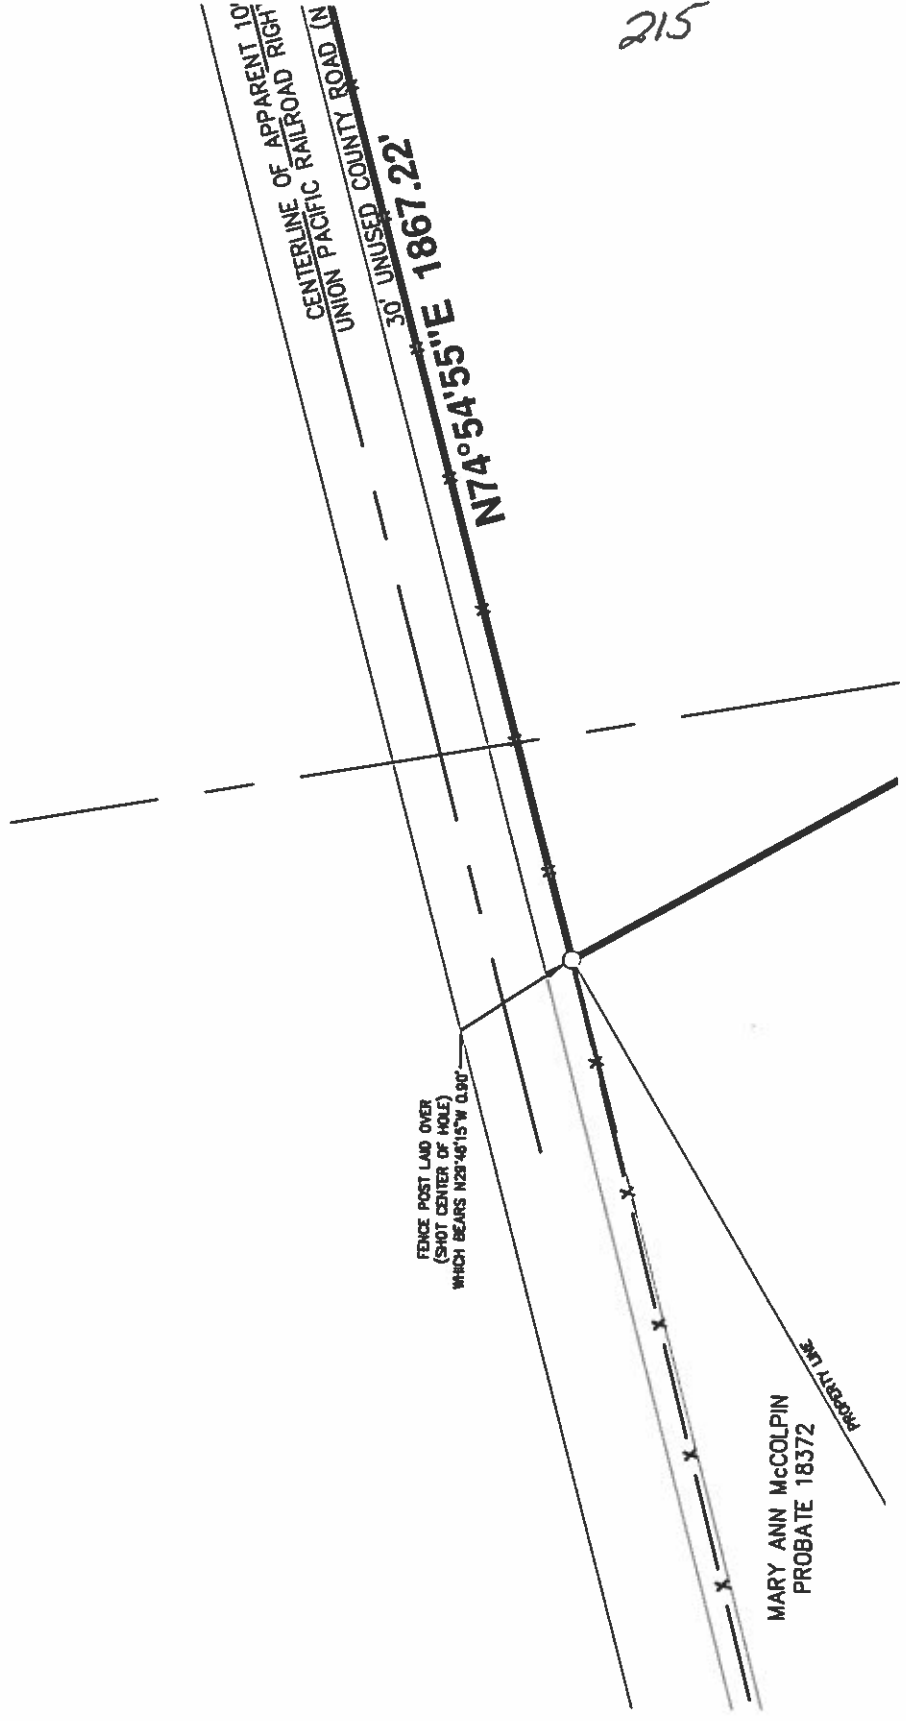 215
CENTERLINE OF APPARENT 10
UNION PACIFIC RAILROAD RIGHT
30' UNUSED COUNTY ROAD (N
N74°54'55"E 1867.22'
FENCE POST LAID OVER
(SHOT CENTER OF HOLE)
WHICH BEARS N29°46'15"W 0.90'
PROPERTY LINE
MARY ANN McCOLPIN
PROBATE 18372